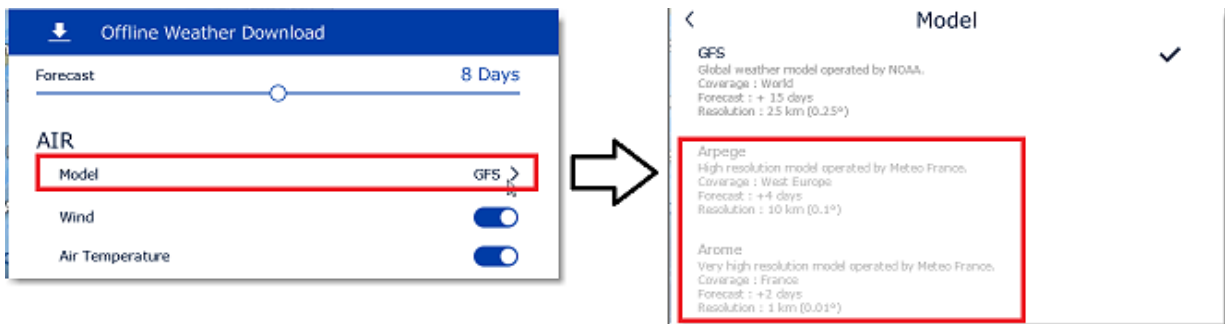 Offline Weather Download
Forecast
8 Days
AIR
Model
GFS
Wind
Air Temperature
Model
GFS
Global weather model operated by NOAA.
Coverage : World
Forecast : + 15 days
Resolution : 25 km (0.25°)
Arpege
High resolution model operated by Meteo France.
Coverage : West Europe
Forecast : +4 days
Resolution : 10 km (0.1°)
Arome
Very high resolution model operated by Meteo France.
Coverage : France
Forecast : +2 days
Resolution : 1 km (0.01°)